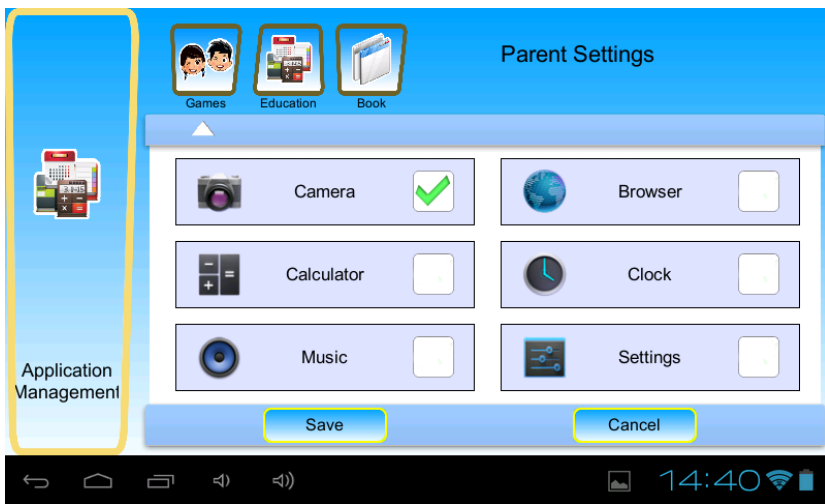 Parent Settings
Games
Education
Book
Camera
Browser
Calculator
Clock
Music
Settings
Application
Management
Save
Cancel
14:40